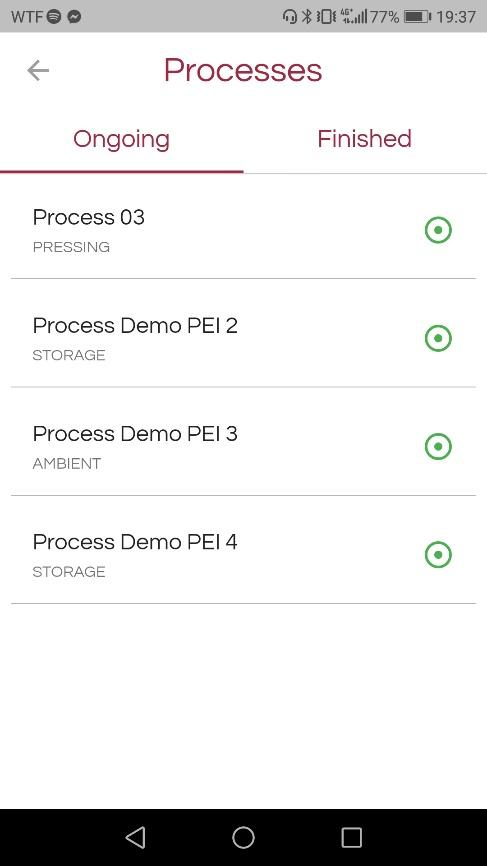 WTF 4G+ 77% 19:37
Processes
Ongoing Finished
Process 03
PRESSING
Process Demo PEI 2
STORAGE
Process Demo PEI 3
AMBIENT
Process Demo PEI 4
STORAGE